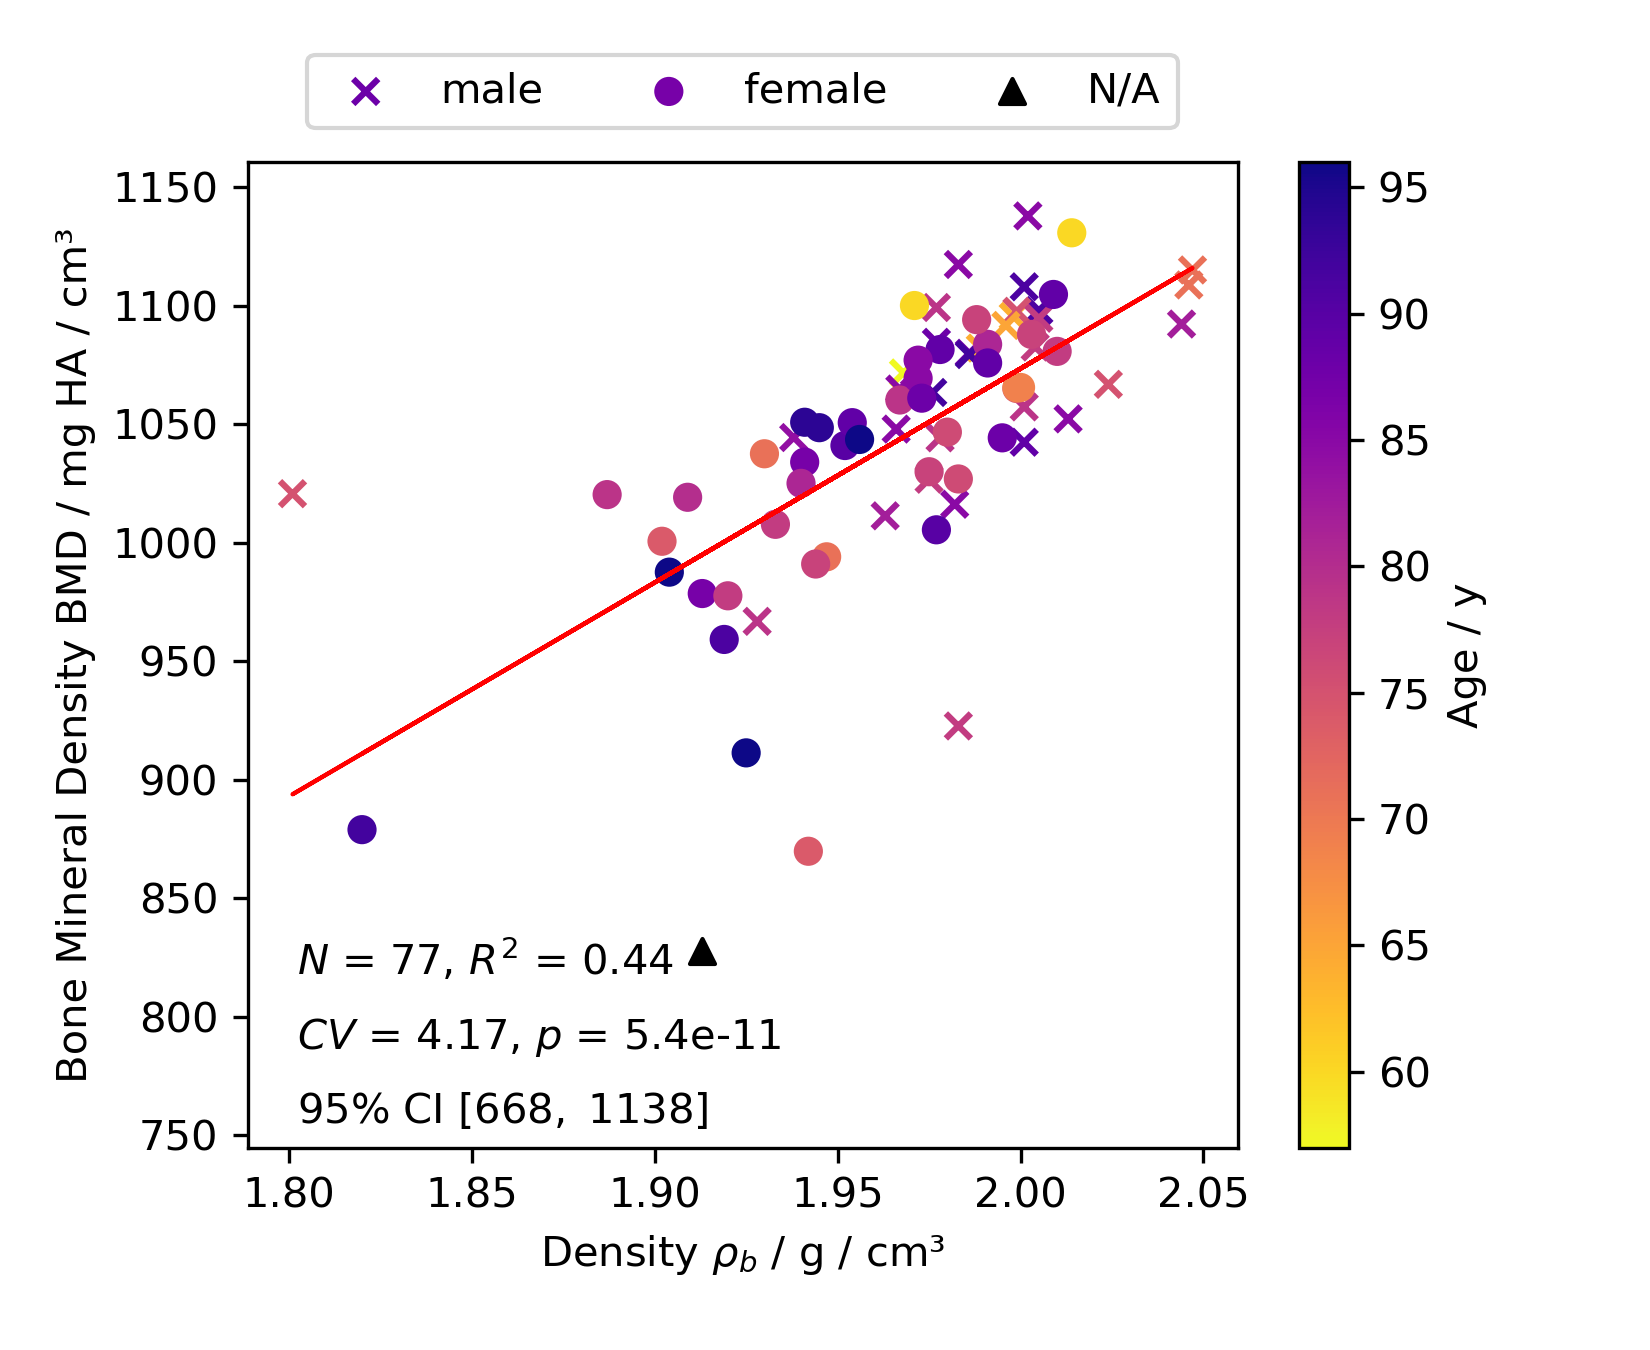 male female N/A
1150
1100
1050
1000
950
900
850
800
750
Bone Mineral Density BMD / mg HA / cm³
N = 77, R² = 0.44
CV = 4.17, p = 5.4e-11
95% CI [668, 1138]
1.80 1.85 1.90 1.95 2.00 2.05
Density ρb / g / cm³
95
90
85
80
75
70
65
60
Age / y